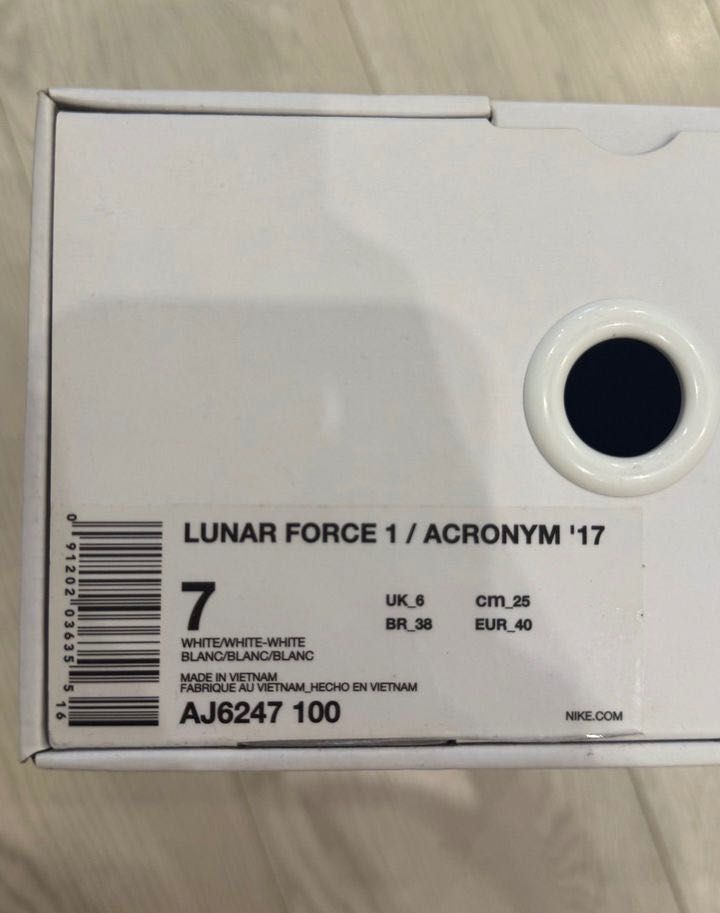 LUNAR FORCE 1 / ACRONYM '17
7
UK_6 cm_25
BR_38 EUR_40
WHITE/WHITE-WHITE
BLANC/BLANC/BLANC
MADE IN VIETNAM
FABRIQUE AU VIETNAM_HECHO EN VIETNAM
AJ6247 100
NIKE.COM
0 91202 03635 5 16